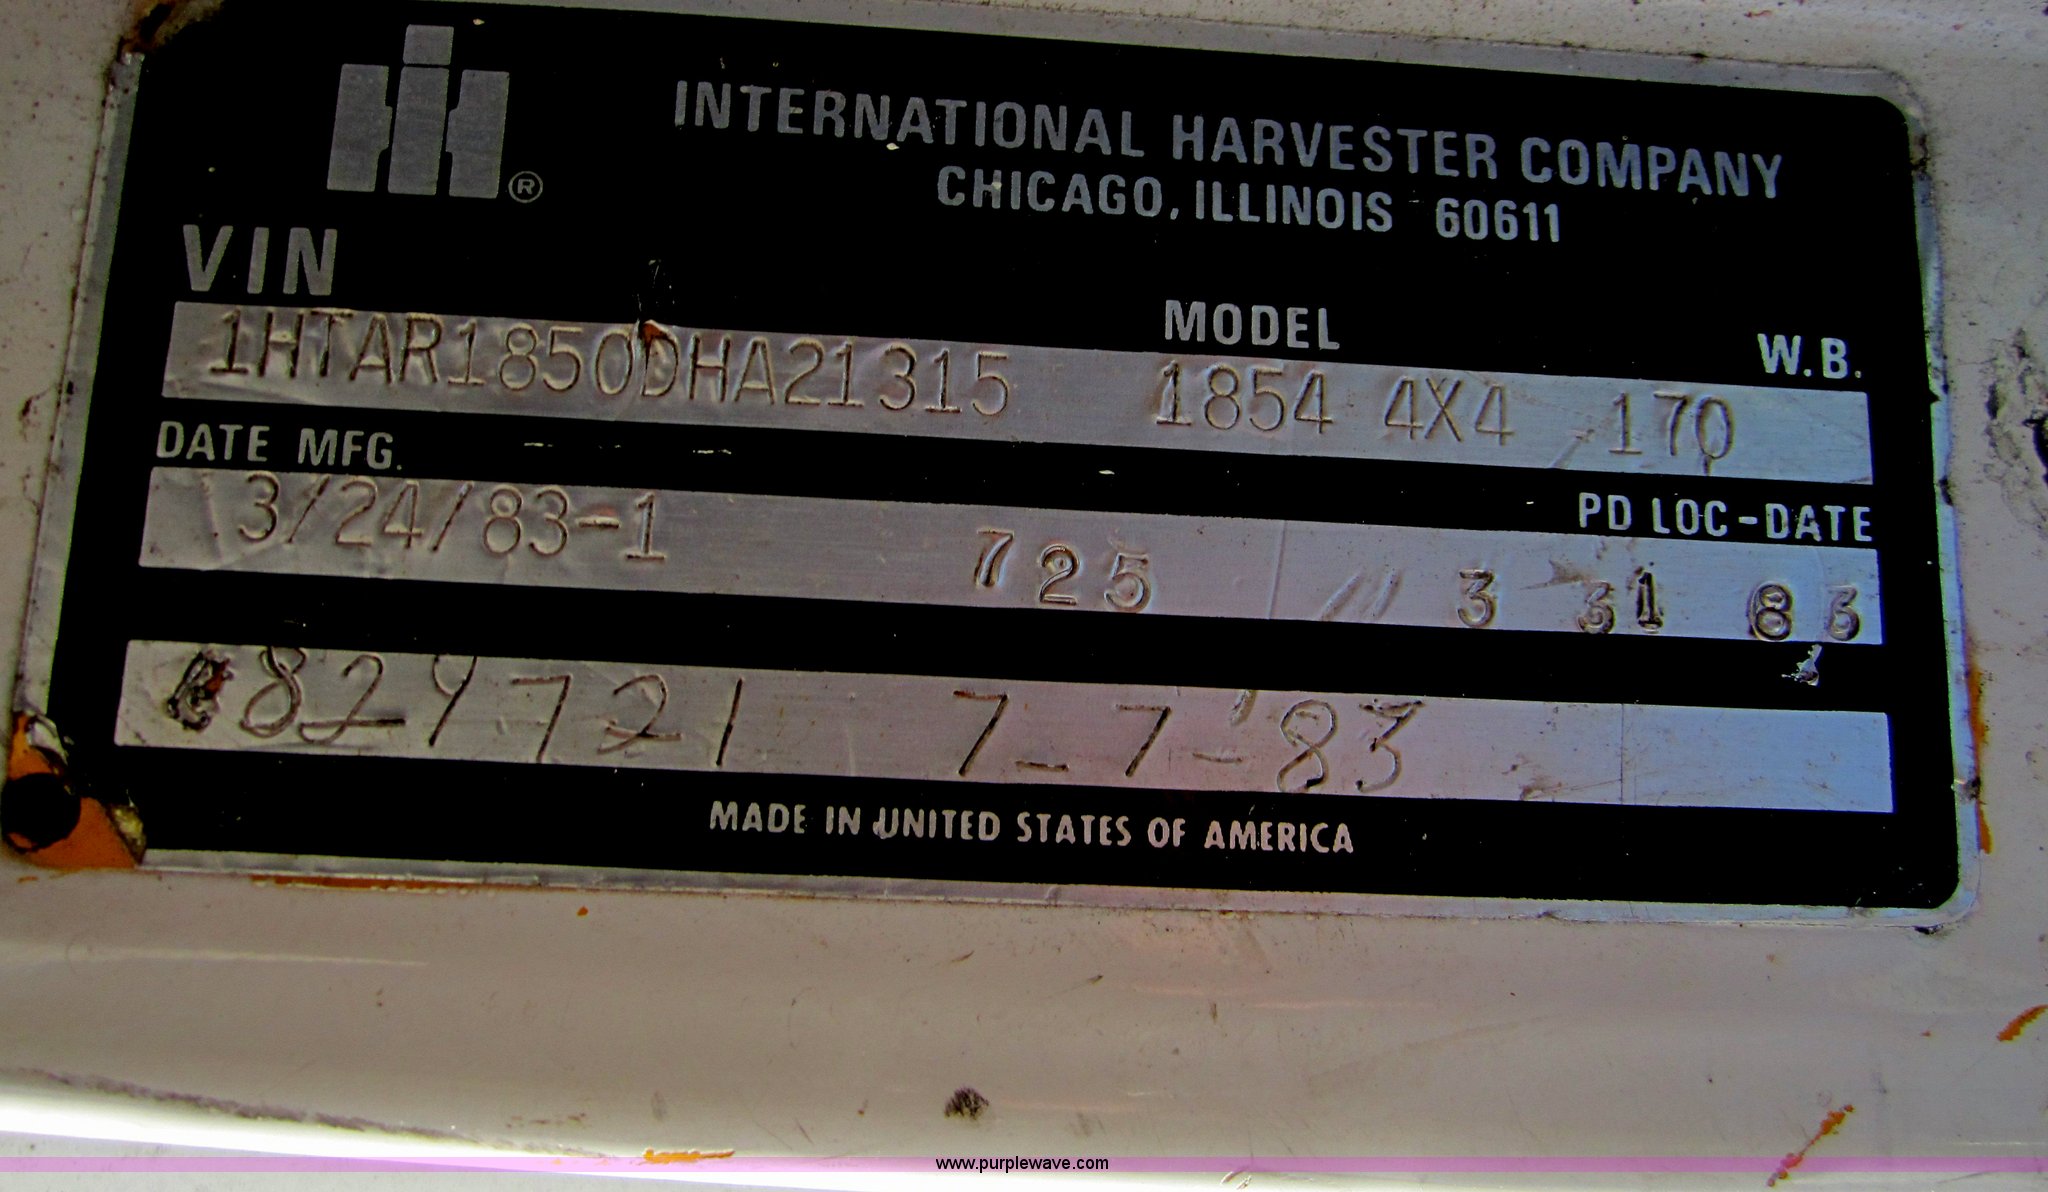 ®
INTERNATIONAL HARVESTER COMPANY
CHICAGO, ILLINOIS 60611
VIN MODEL W.B.
1HTAR1850DHA21315 1854 4X4 170
DATE MFG. PD LOC-DATE
3/24/83-1 725 3 31 83
829721 7-7-83
MADE IN UNITED STATES OF AMERICA
www.purplewave.com